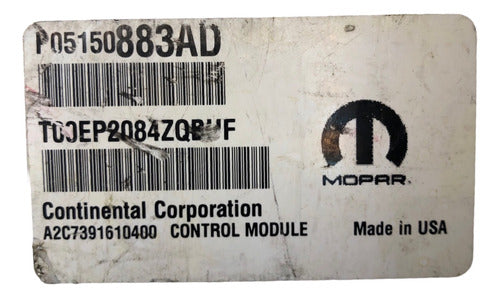 P05150883AD
MOPAR
Continental Corporation
A2C7391610400 CONTROL MODULE Made in USA